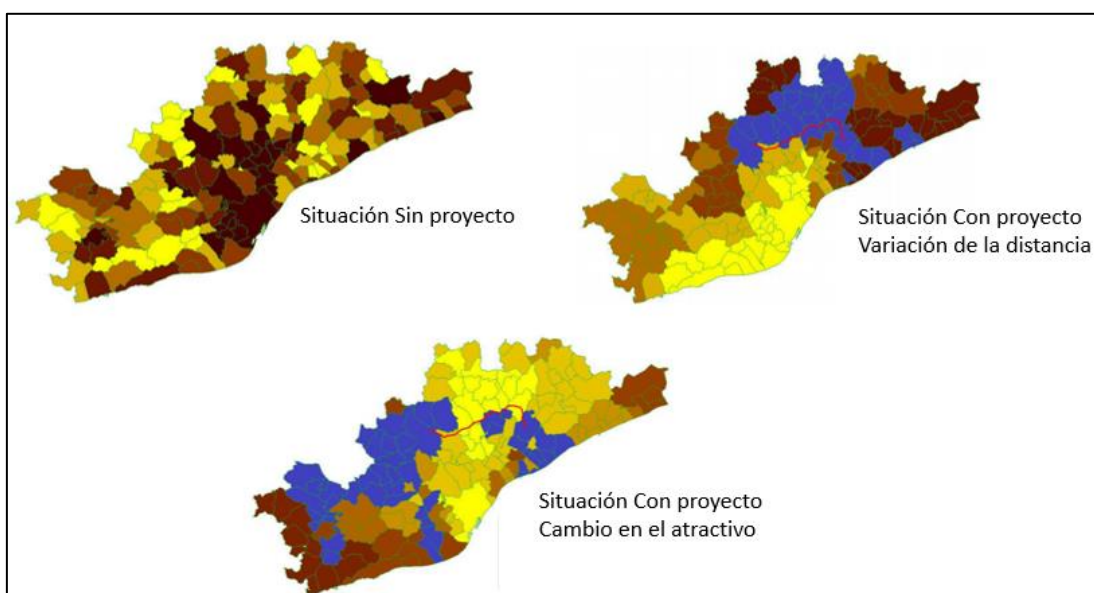 Situación Sin proyecto
Situación Con proyecto
Variación de la distancia
Situación Con proyecto
Cambio en el atractivo